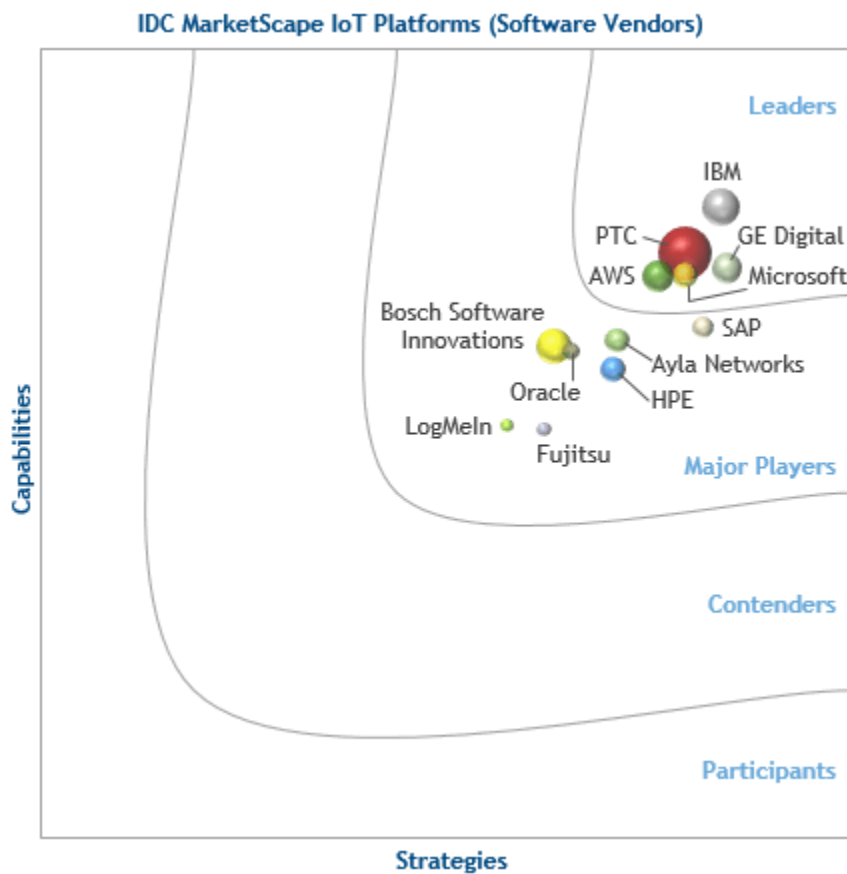 IDC MarketScape IoT Platforms (Software Vendors)
Leaders
IBM
PTC
GE Digital
AWS
Microsoft
Bosch Software
Innovations
SAP
Ayla Networks
Oracle
HPE
LogMeIn
Fujitsu
Major Players
Capabilities
Contenders
Participants
Strategies